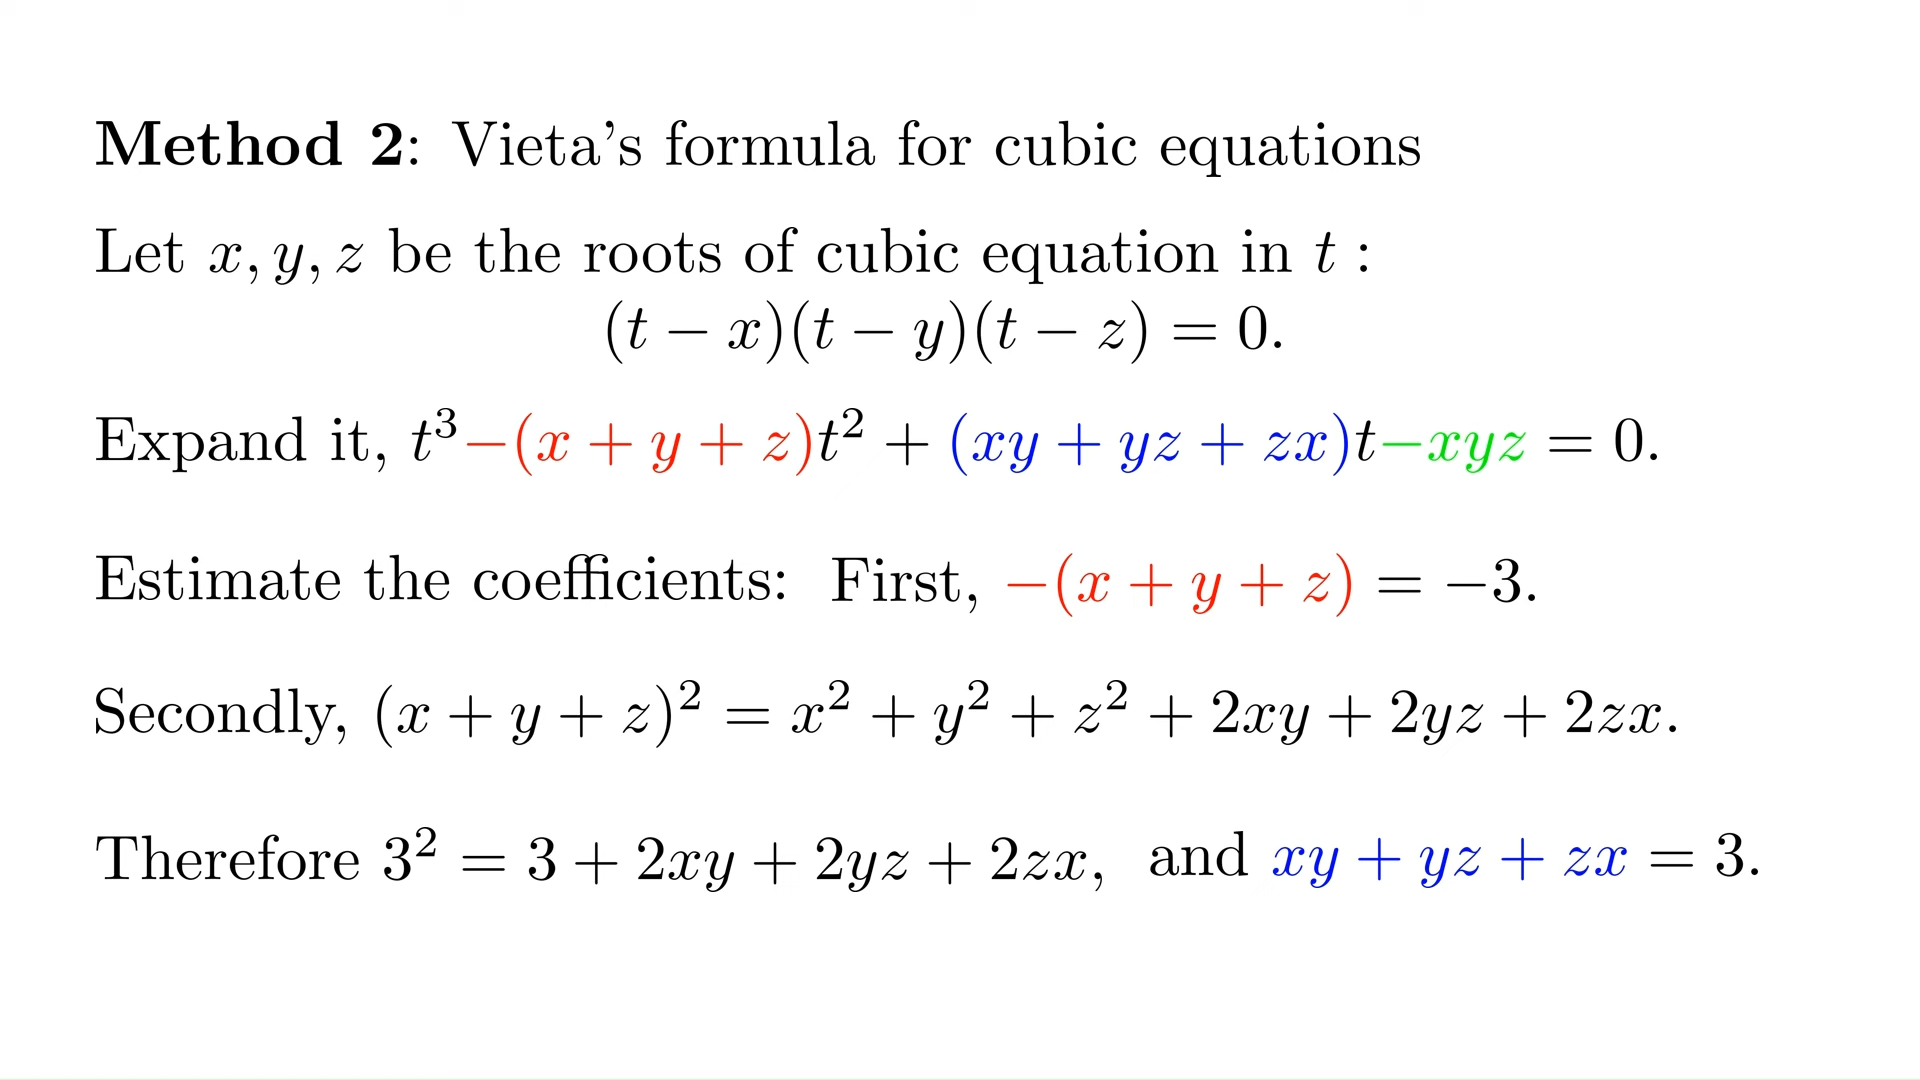 Method 2: Vieta's formula for cubic equations
Let x, y, z be the roots of cubic equation in t :
(t − x)(t − y)(t − z) = 0.
Expand it, t³−(x + y + z)t² + (xy + yz + zx)t−xyz = 0.
Estimate the coefficients: First, −(x + y + z) = −3.
Secondly, (x + y + z)² = x² + y² + z² + 2xy + 2yz + 2zx.
Therefore 3² = 3 + 2xy + 2yz + 2zx, and xy + yz + zx = 3.